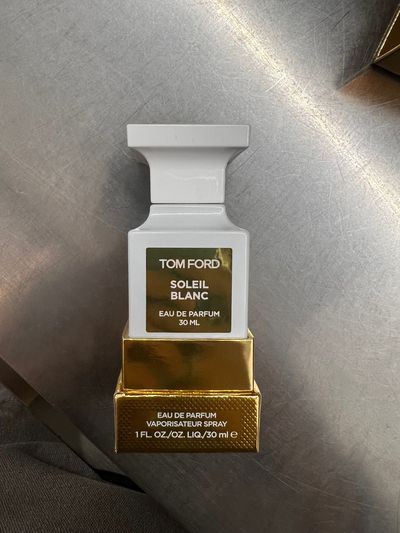 TOM FORD
SOLEIL
BLANC
EAU DE PARFUM
30 ML
EAU DE PARFUM
VAPORISATEUR SPRAY
1 FL. OZ./OZ. LIQ./30 ml ℮